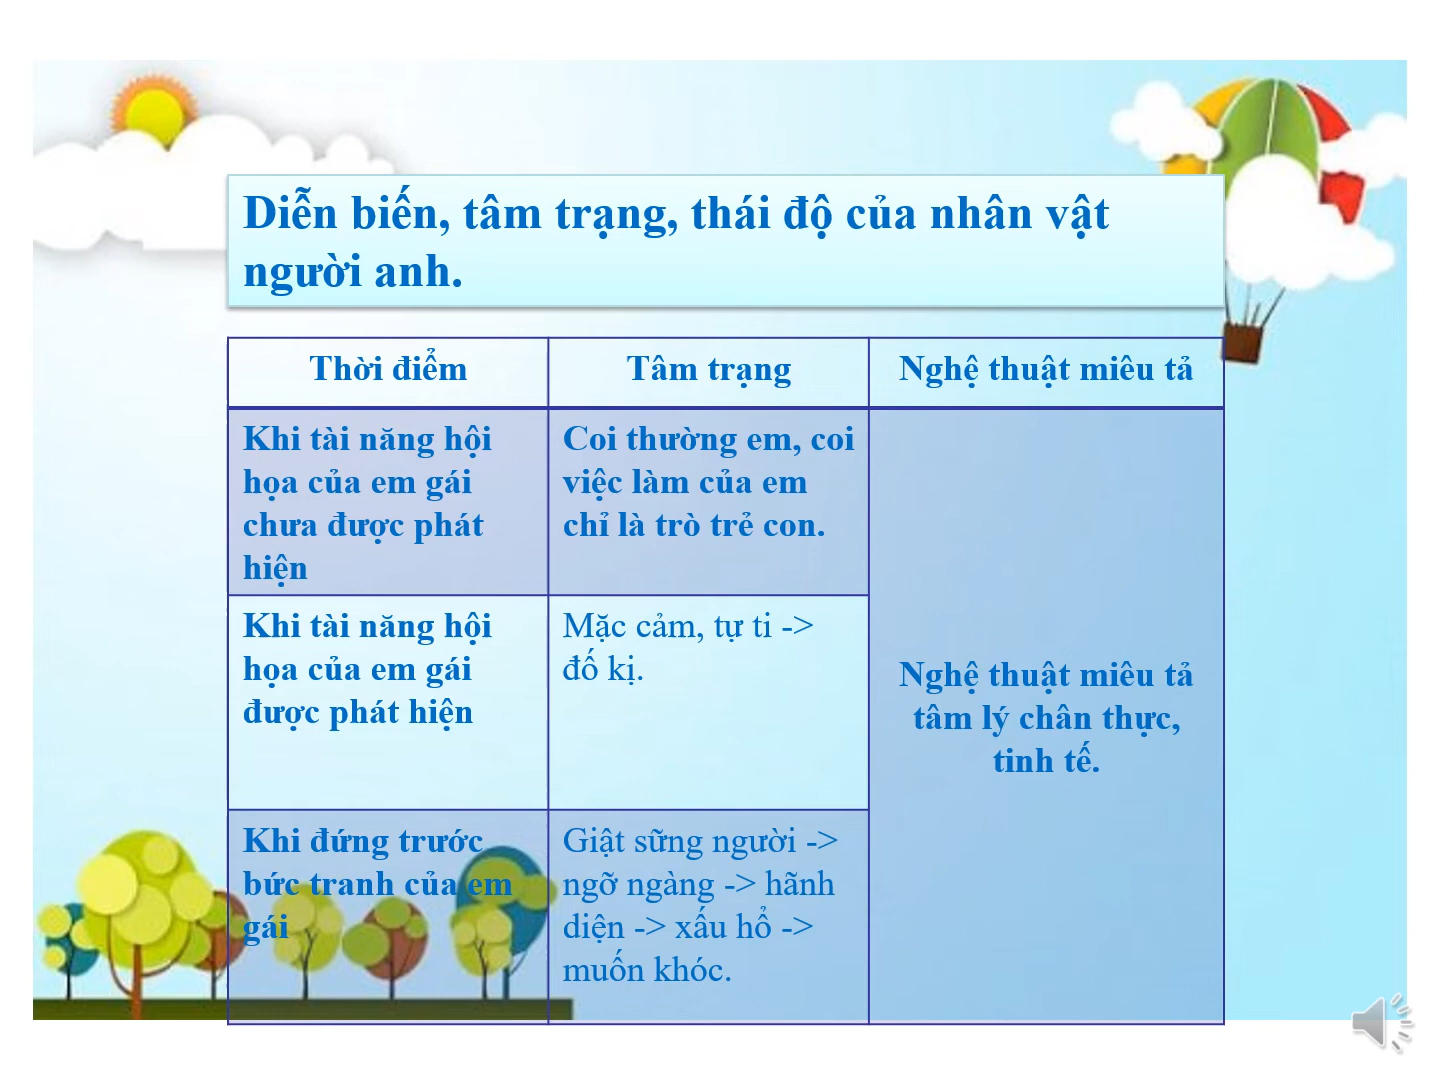 Diễn biến, tâm trạng, thái độ của nhân vật
người anh.
Thời điểm
Tâm trạng
Nghệ thuật miêu tả
Khi tài năng hội
họa của em gái
chưa được phát
hiện
Coi thường em, coi
việc làm của em
chỉ là trò trẻ con.
Nghệ thuật miêu tả
tâm lý chân thực,
tinh tế.
Khi tài năng hội
họa của em gái
được phát hiện
Mặc cảm, tự ti ->
đố kị.
Khi đứng trước
bức tranh của em
gái
Giật sững người ->
ngỡ ngàng -> hãnh
diện -> xấu hổ ->
muốn khóc.